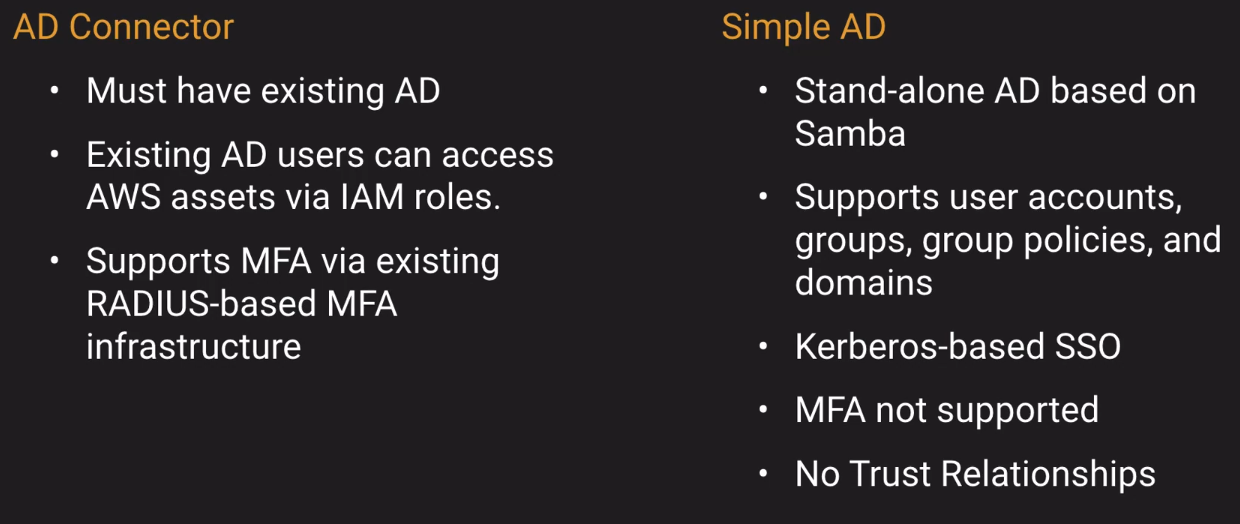 AD Connector
• Must have existing AD
• Existing AD users can access
AWS assets via IAM roles.
• Supports MFA via existing
RADIUS-based MFA
infrastructure
Simple AD
• Stand-alone AD based on
Samba
• Supports user accounts,
groups, group policies, and
domains
• Kerberos-based SSO
• MFA not supported
• No Trust Relationships